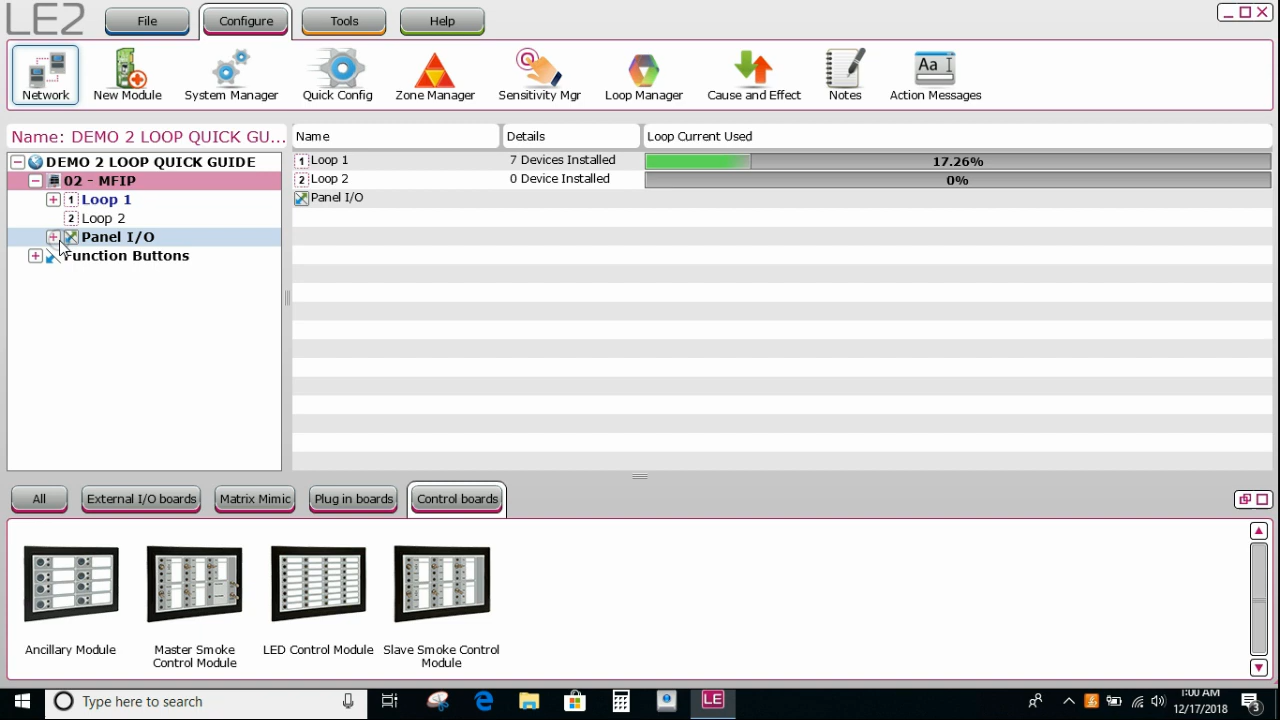 LE2
File
Configure
Tools
Help
Network
New Module
System Manager
Quick Config
Zone Manager
Sensitivity Mgr
Loop Manager
Cause and Effect
Notes
Aa
Action Messages
Name: DEMO 2 LOOP QUICK GU...
DEMO 2 LOOP QUICK GUIDE
02 - MFIP
1 Loop 1
2 Loop 2
Panel I/O
Function Buttons
Name
Details
Loop Current Used
1 Loop 1
7 Devices Installed
17.26%
2 Loop 2
0 Device Installed
0%
Panel I/O
All
External I/O boards
Matrix Mimic
Plug in boards
Control boards
Ancillary Module
Master Smoke
Control Module
LED Control Module
Slave Smoke Control
Module
Type here to search
LE
1:00 AM
12/17/2018
3